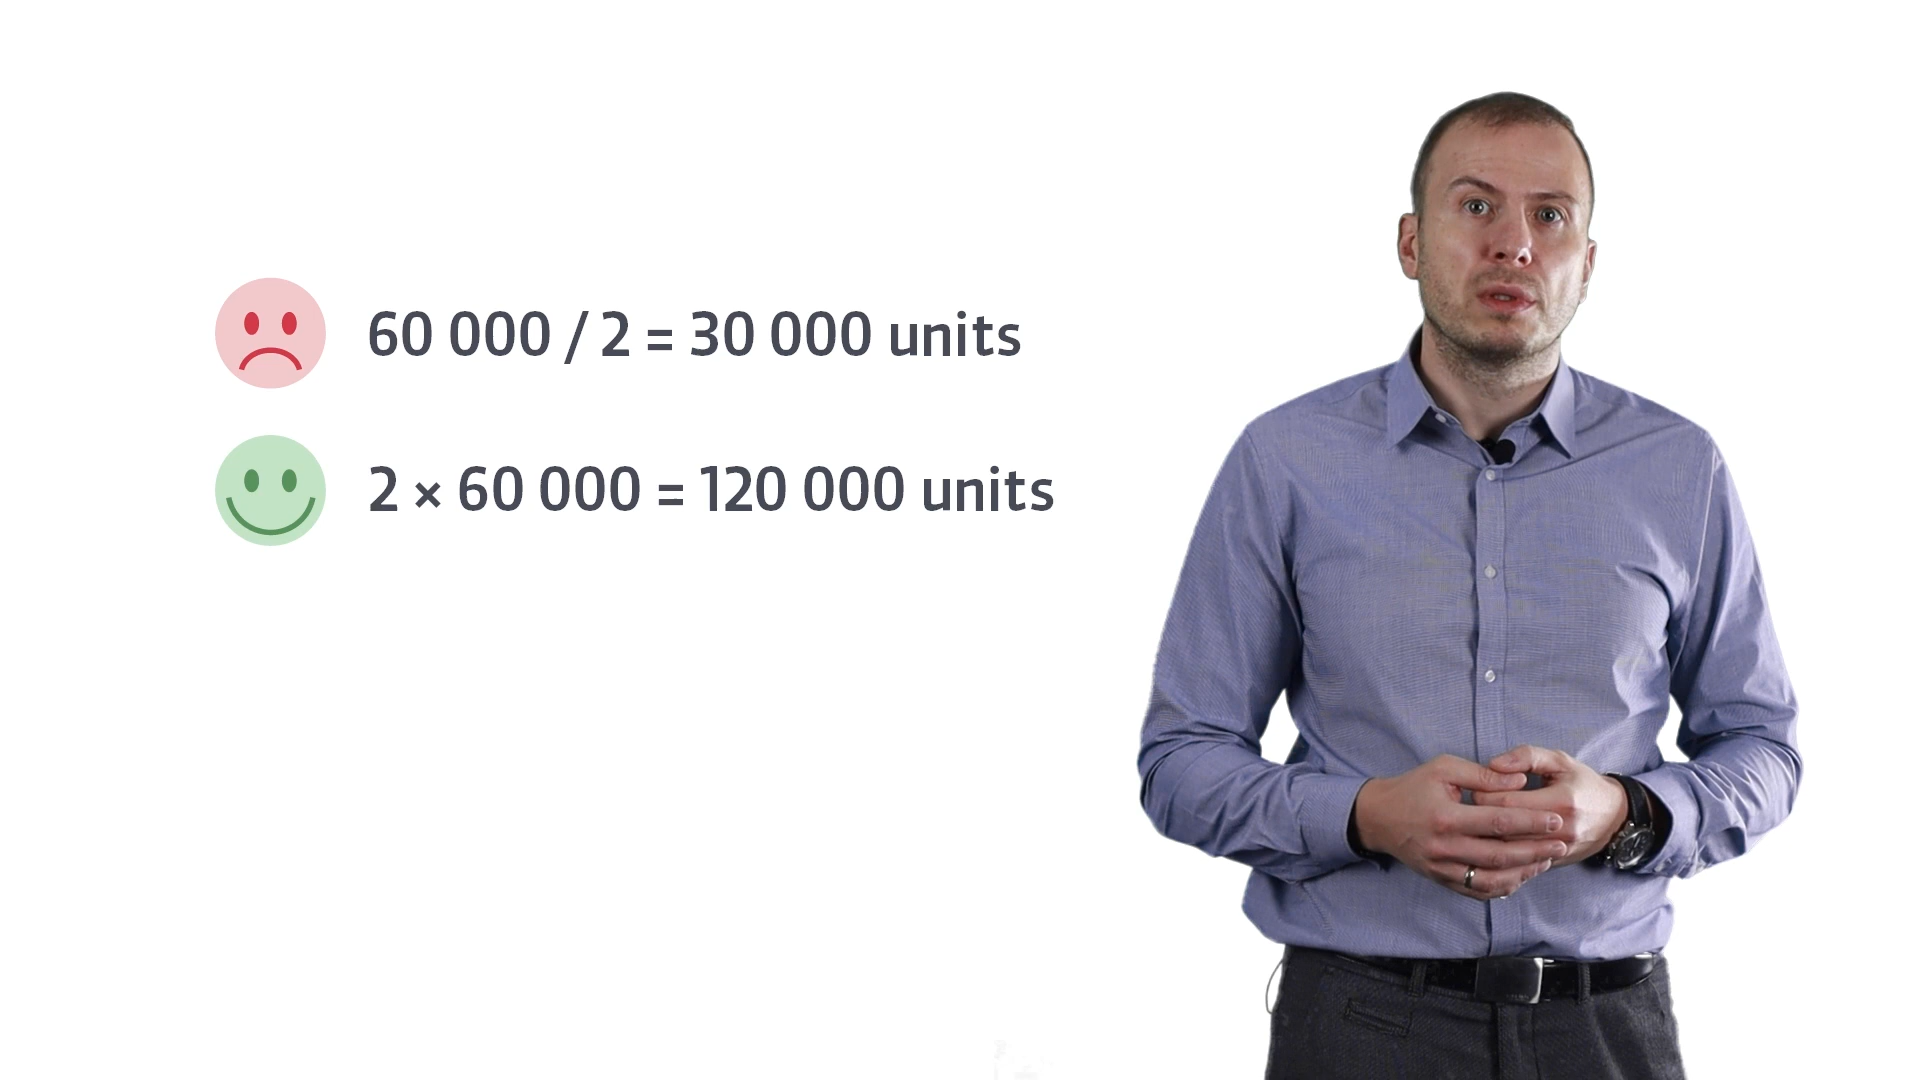 60 000 / 2 = 30 000 units
2 × 60 000 = 120 000 units